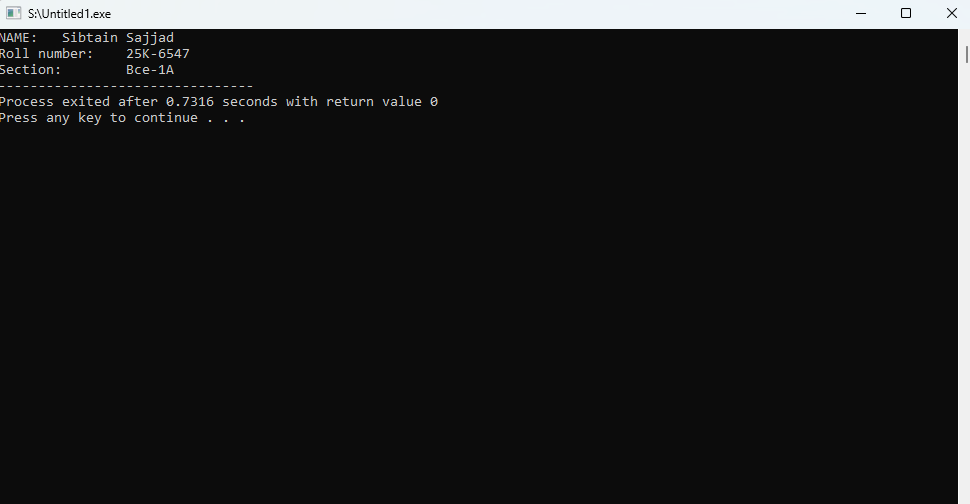 S:\Untitled1.exe
NAME:   Sibtain Sajjad
Roll number:    25K-6547
Section:        Bce-1A
--------------------------------
Process exited after 0.7316 seconds with return value 0
Press any key to continue . . .